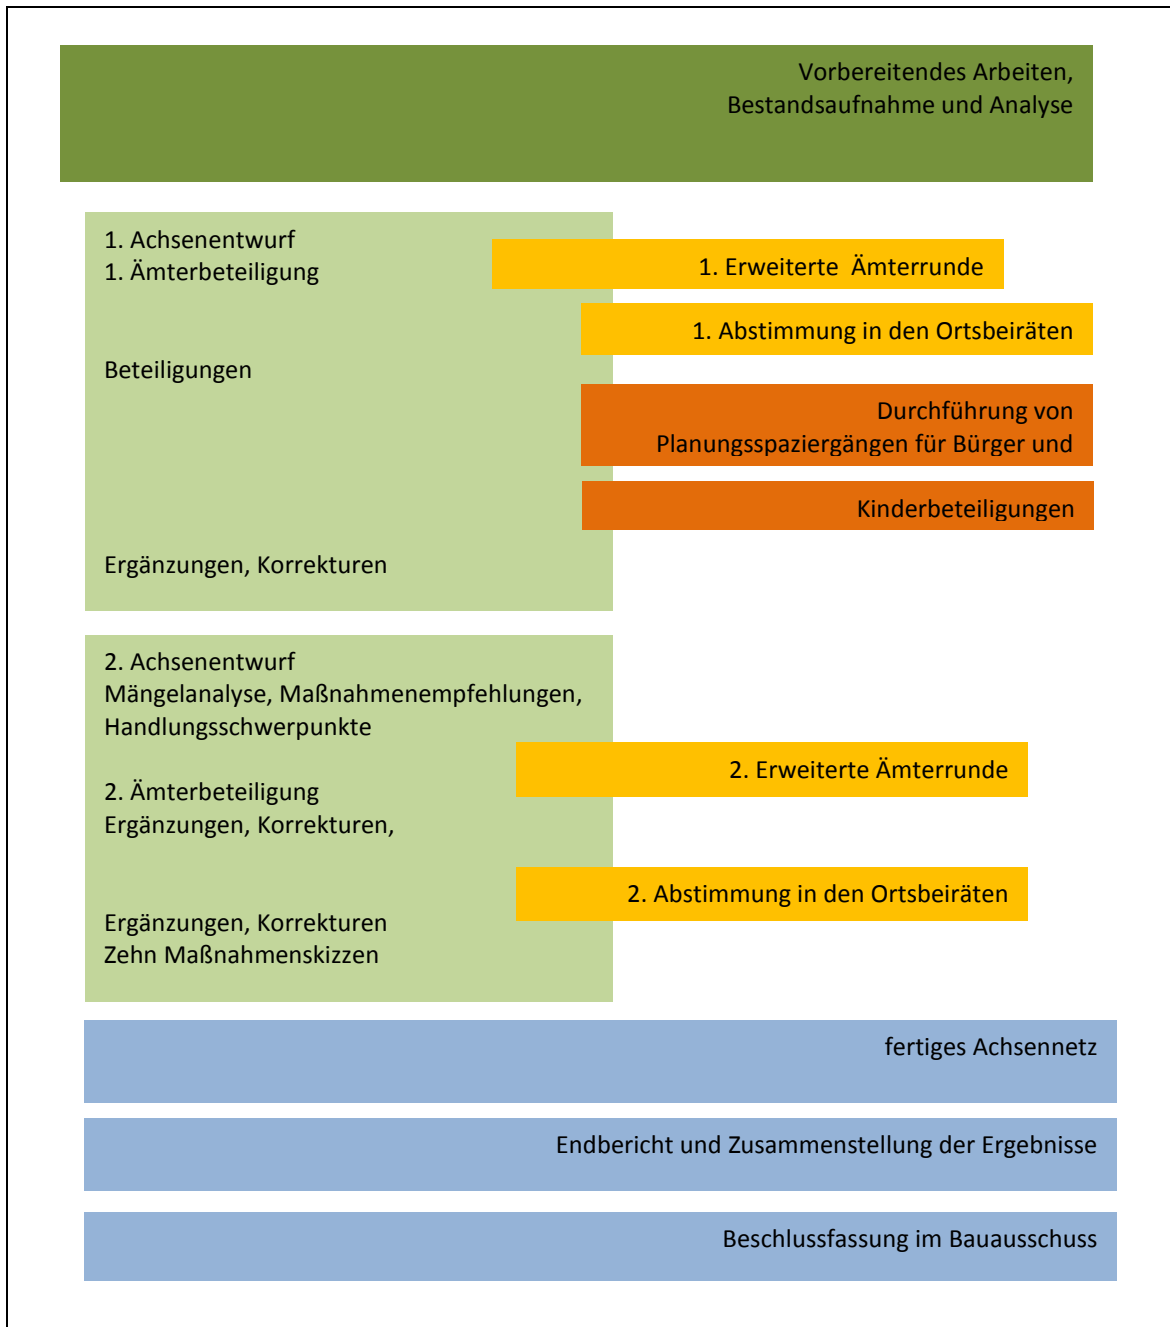 Vorbereitendes Arbeiten,
Bestandsaufnahme und Analyse
1. Achsenentwurf
1. Ämterbeteiligung
1. Erweiterte Ämterrunde
1. Abstimmung in den Ortsbeiräten
Beteiligungen
Durchführung von
Planungsspaziergängen für Bürger und
Kinderbeteiligungen
Ergänzungen, Korrekturen
2. Achsenentwurf
Mängelanalyse, Maßnahmenempfehlungen,
Handlungsschwerpunkte
2. Erweiterte Ämterrunde
2. Ämterbeteiligung
Ergänzungen, Korrekturen,
2. Abstimmung in den Ortsbeiräten
Ergänzungen, Korrekturen
Zehn Maßnahmenskizzen
fertiges Achsennetz
Endbericht und Zusammenstellung der Ergebnisse
Beschlussfassung im Bauausschuss